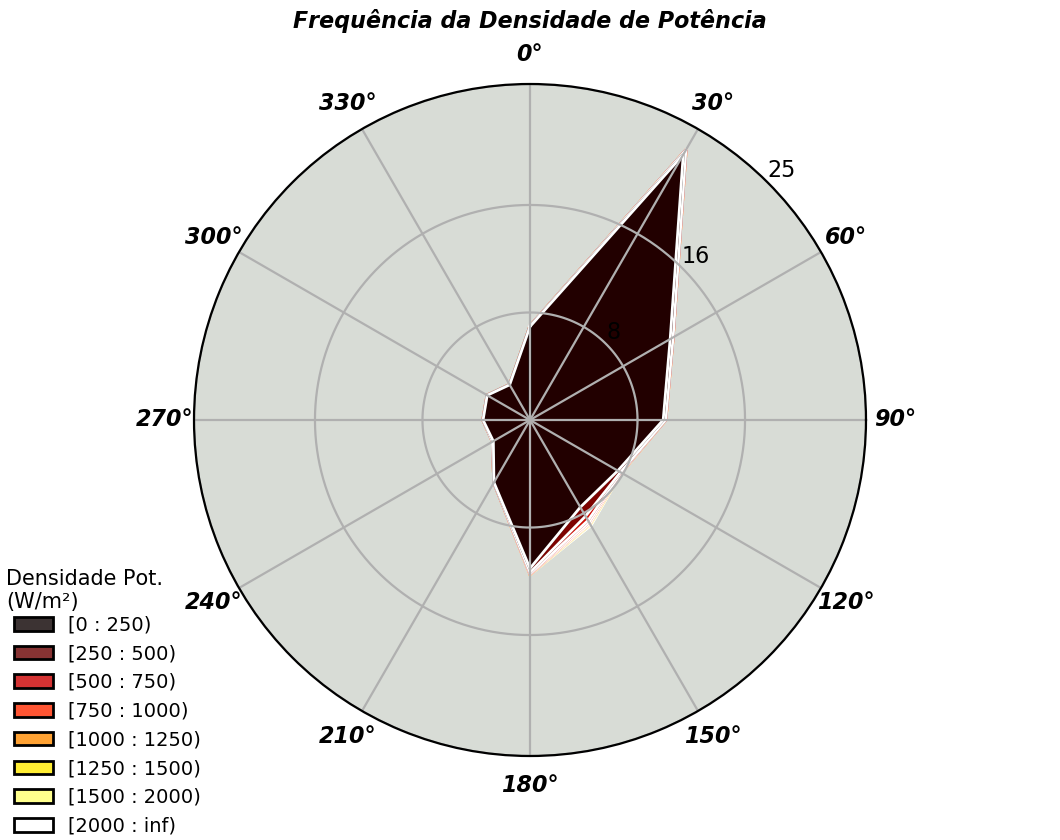 Frequência da Densidade de Potência
0°
330°
30°
25
300°
60°
16
8
270°
90°
240°
120°
210°
150°
180°
Densidade Pot.
(W/m²)
[0 : 250)
[250 : 500)
[500 : 750)
[750 : 1000)
[1000 : 1250)
[1250 : 1500)
[1500 : 2000)
[2000 : inf)